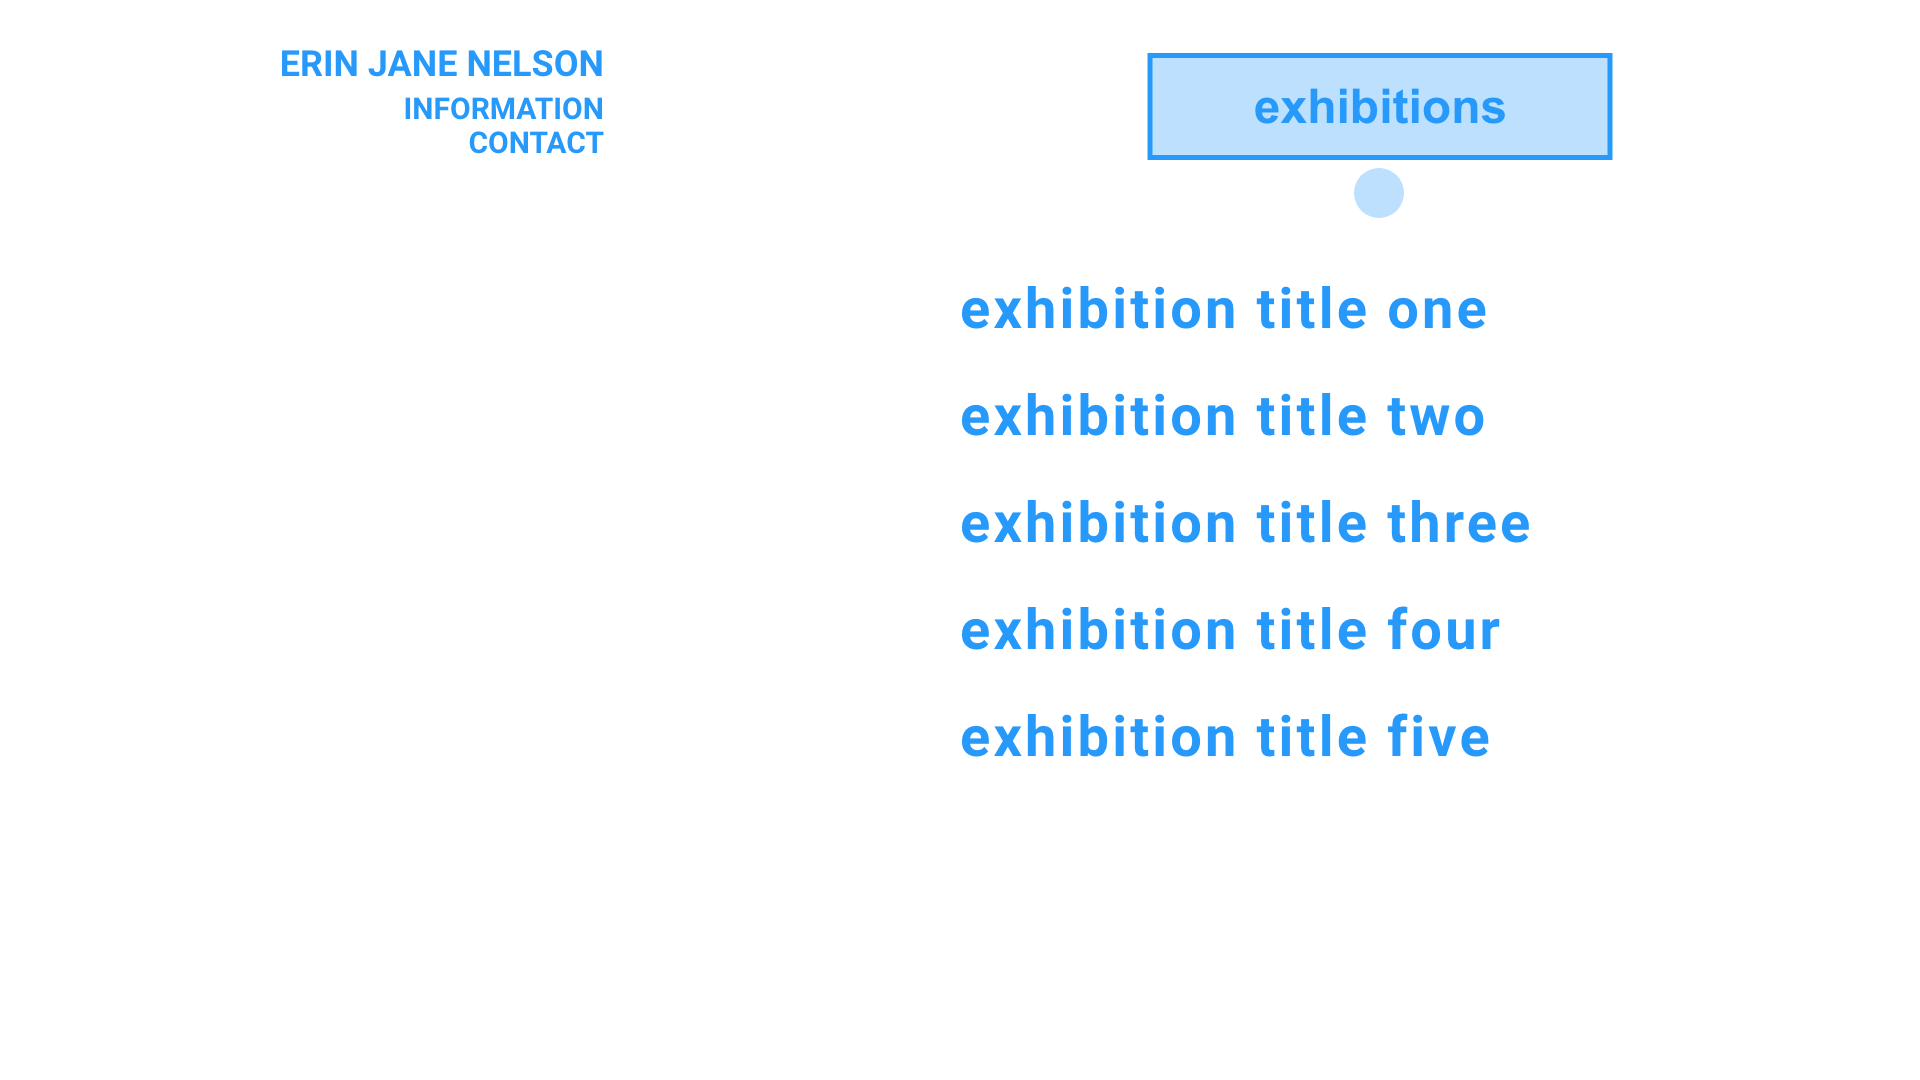 ERIN JANE NELSON
INFORMATION
CONTACT
exhibitions
exhibition title one
exhibition title two
exhibition title three
exhibition title four
exhibition title five